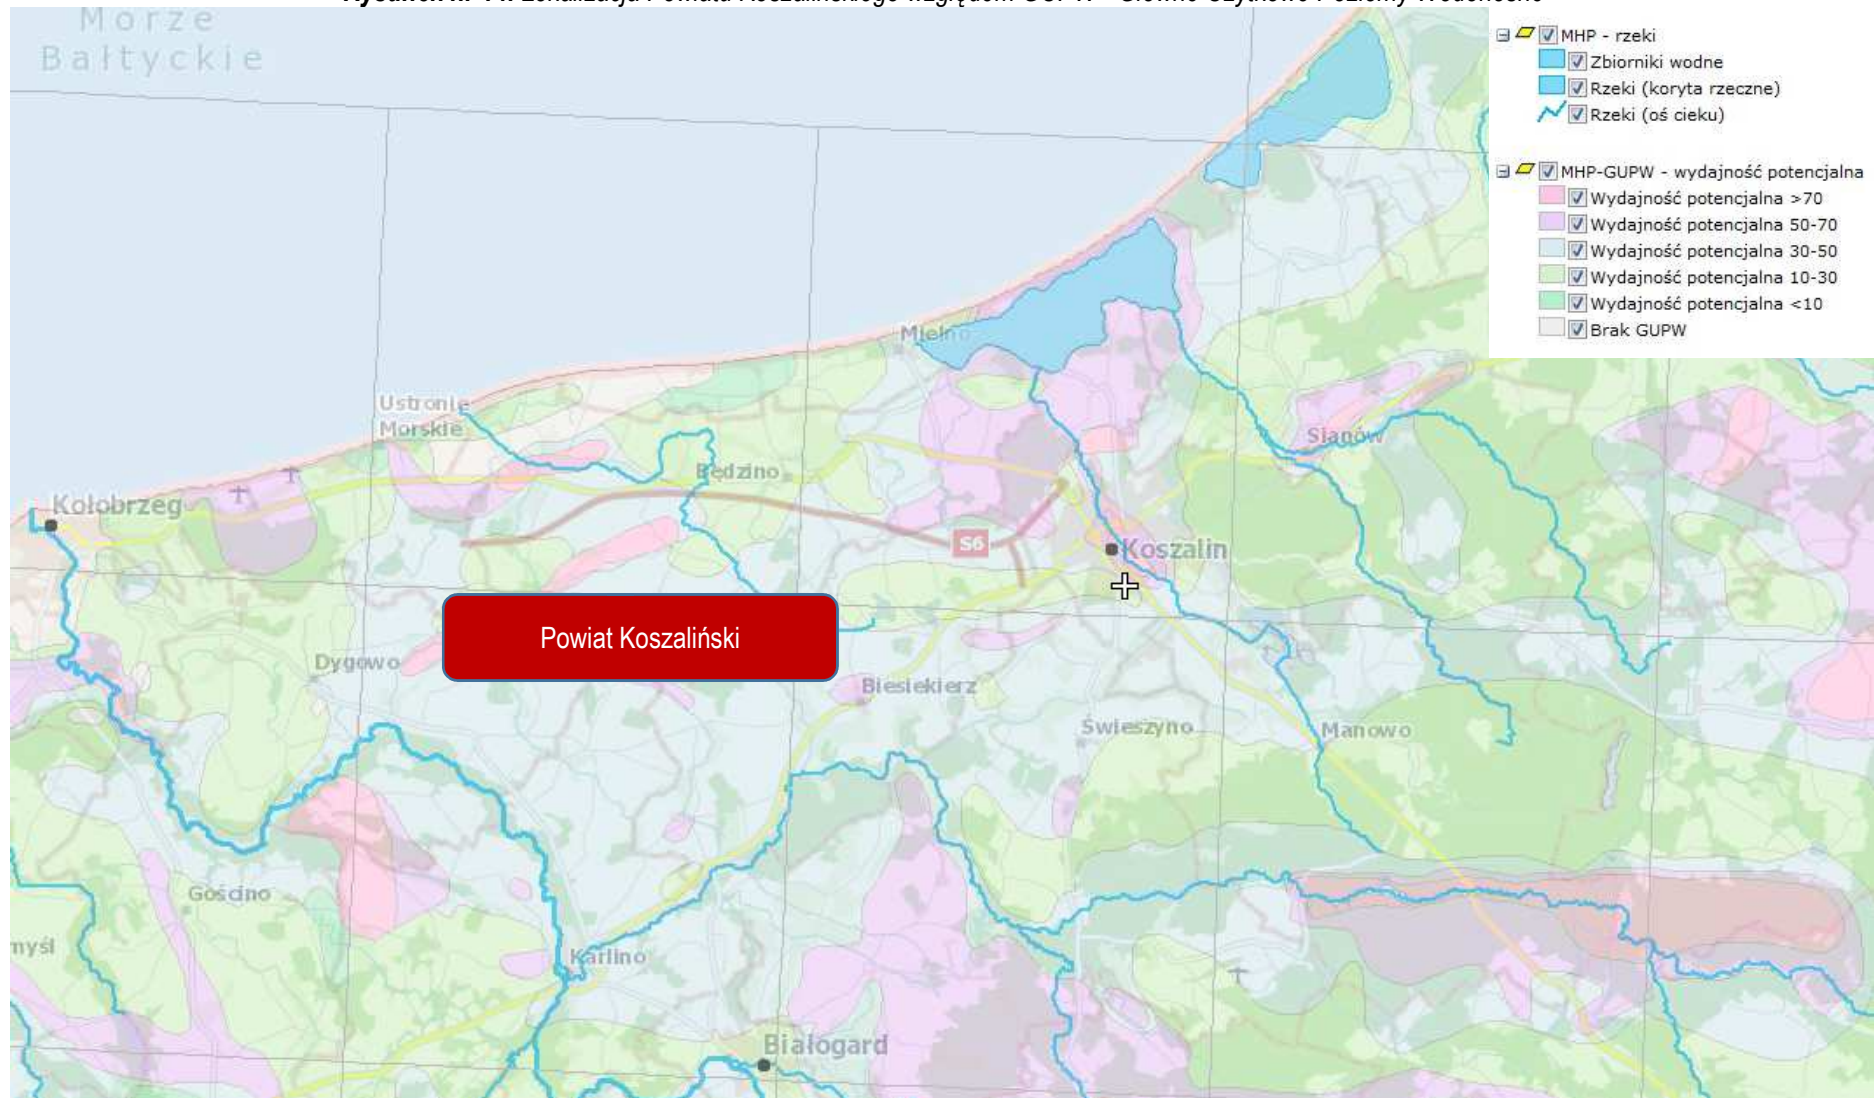 Morze
Bałtyckie
MHP - rzeki
Zbiorniki wodne
Rzeki (koryta rzeczne)
Rzeki (oś cieku)
MHP-GUPW - wydajność potencjalna
Wydajność potencjalna >70
Wydajność potencjalna 50-70
Wydajność potencjalna 30-50
Wydajność potencjalna 10-30
Wydajność potencjalna <10
Brak GUPW
Mielno
Ustronie
Morskie
Sianów
Będzino
Kołobrzeg
S6
Koszalin
Powiat Koszaliński
Dygowo
Biesiekierz
Świeszyno
Manowo
Gościno
myśl
Karlino
Białogard